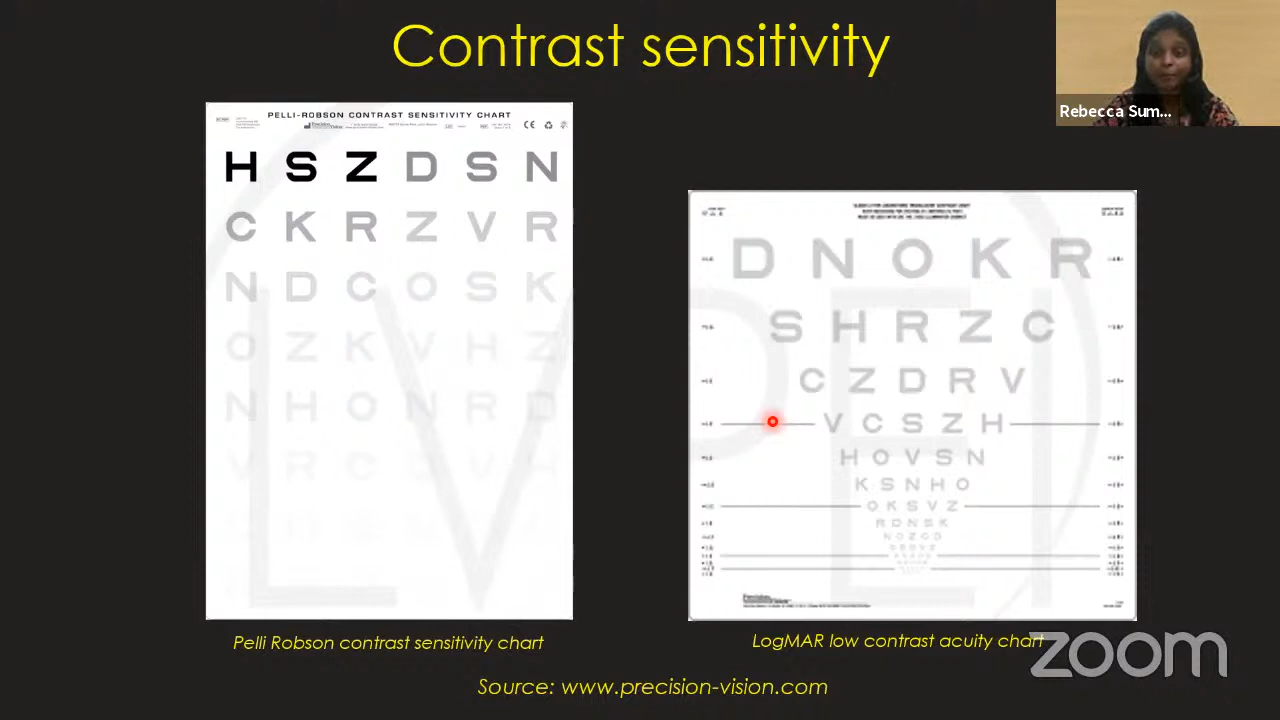 Contrast sensitivity
Rebecca Sum...
PELLI-ROBSON CONTRAST SENSITIVITY CHART
H S Z D S N
C K R Z V R
N D C O S K
O Z K V H Z
N H O N R D
V R C
Pelli Robson contrast sensitivity chart
D N O K R
S H R Z C
C Z D R V
V C S Z H
H O V S N
K S N H O
O K S V Z
R D N S K
LogMAR low contrast acuity chart
zoom
Source: www.precision-vision.com